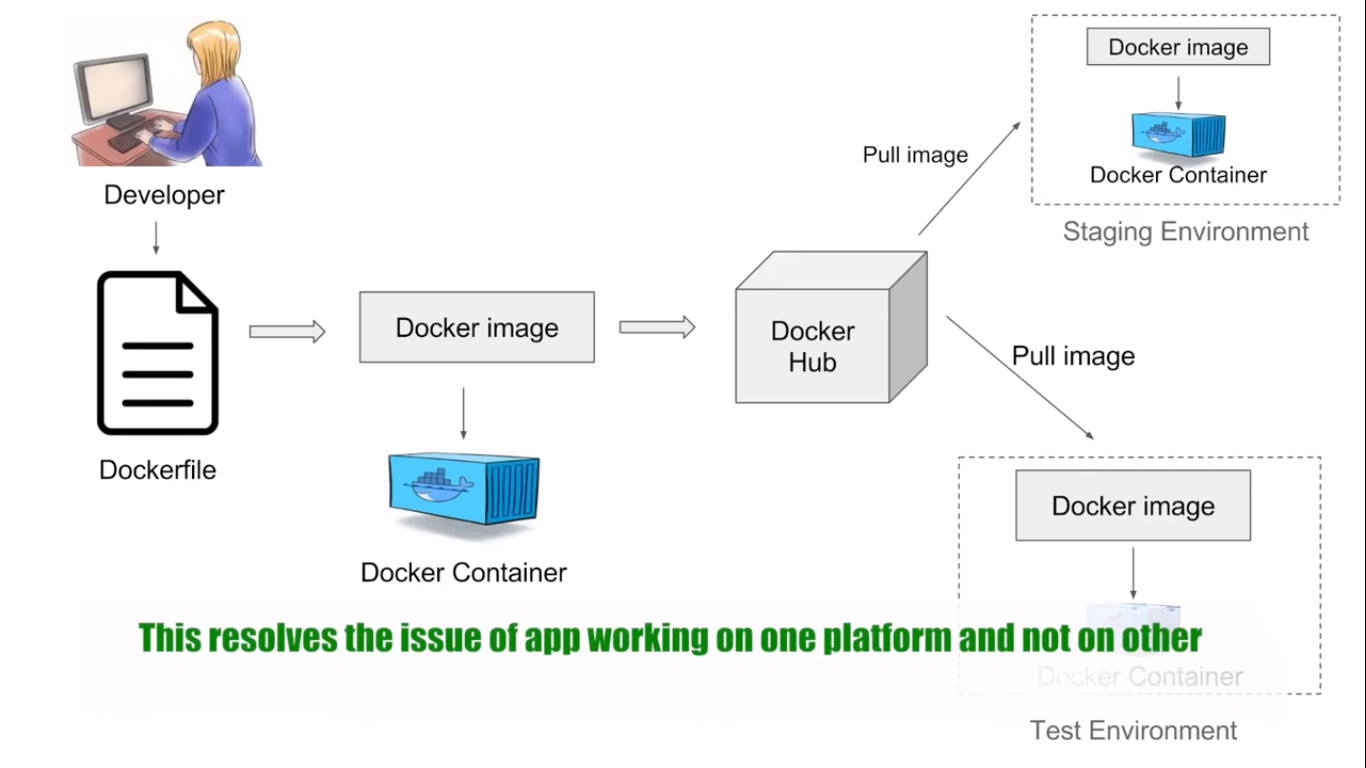 Developer
Dockerfile
Docker image
Docker Container
Docker
Hub
Pull image
Docker image
Docker Container
Staging Environment
Pull image
Docker image
Docker Container
Test Environment
This resolves the issue of app working on one platform and not on other